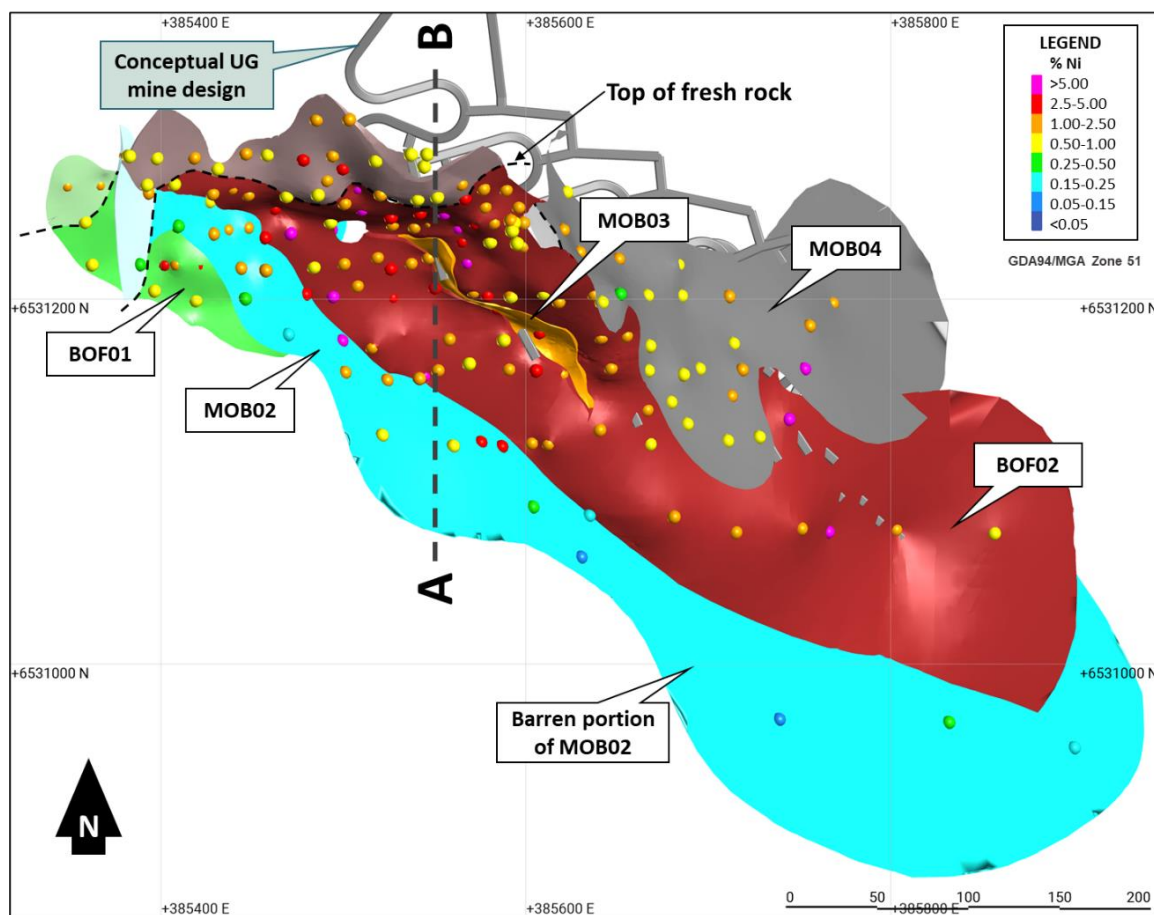 +385400 E
+385600 E
+385800 E
Conceptual UG
mine design
B
Top of fresh rock
LEGEND
% Ni
>5.00
2.5-5.00
1.00-2.50
0.50-1.00
0.25-0.50
0.15-0.25
0.05-0.15
<0.05
GDA94/MGA Zone 51
MOB03
MOB04
+6531200 N
+6531200 N
BOF01
MOB02
BOF02
A
+6531000 N
+6531000 N
Barren portion
of MOB02
N
0 50 100 150 200
+385400 E
+385600 E
+385800 E